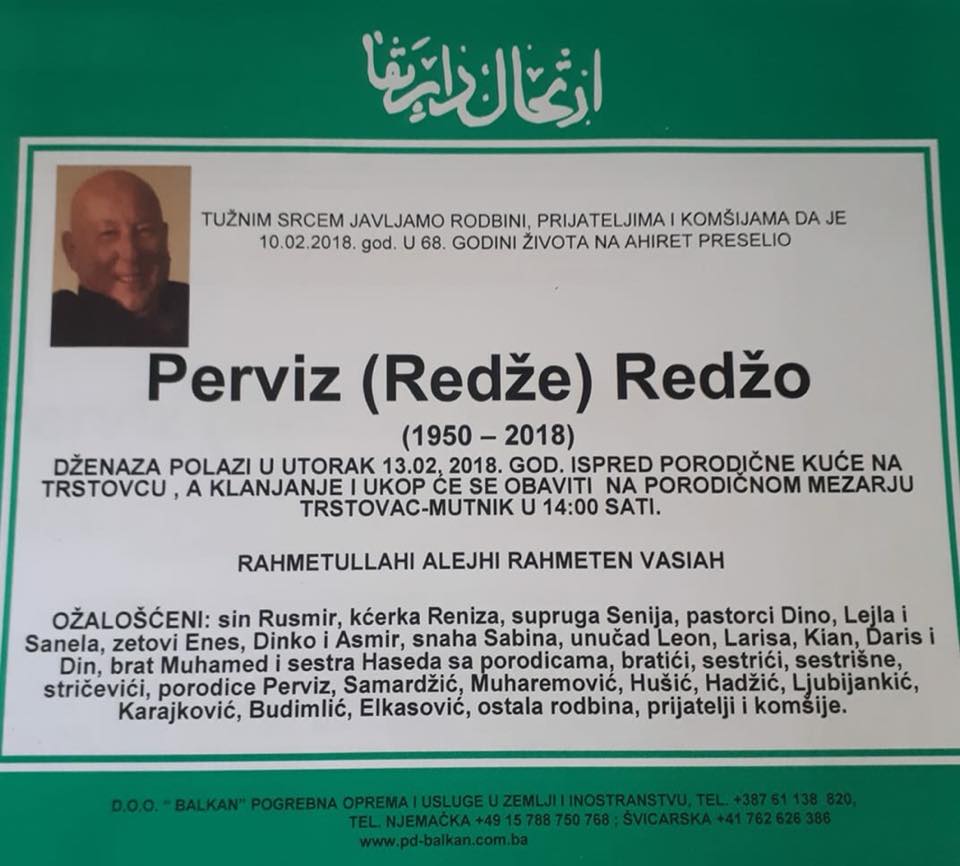 ارتحال دار بقا
TUŽNIM SRCEM JAVLJAMO RODBINI, PRIJATELJIMA I KOMŠIJAMA DA JE
10.02.2018. god. U 68. GODINI ŽIVOTA NA AHIRET PRESELIO
Perviz (Redže) Redžo
(1950 – 2018)
DŽENAZA POLAZI U UTORAK 13.02, 2018. GOD. ISPRED PORODIČNE KUĆE NA
TRSTOVCU , A KLANJANJE I UKOP ĆE SE OBAVITI NA PORODIČNOM MEZARJU
TRSTOVAC-MUTNIK U 14:00 SATI.
RAHMETULLAHI ALEJHI RAHMETEN VASIAH
OŽALOŠĆENI: sin Rusmir, kćerka Reniza, supruga Senija, pastorci Dino, Lejla i
Sanela, zetovi Enes, Dinko i Asmir, snaha Sabina, unučad Leon, Larisa, Kian, Daris i
Din, brat Muhamed i sestra Haseda sa porodicama, bratići, sestrići, sestrišne,
stričevići, porodice Perviz, Samardžić, Muharemović, Hušić, Hadžić, Ljubijankić,
Karajković, Budimlić, Elkasović, ostala rodbina, prijatelji i komšije.
D.O.O. “ BALKAN” POGREBNA OPREMA I USLUGE U ZEMLJI I INOSTRANSTVU, TEL. +387 61 138 820,
TEL. NJEMAČKA +49 15 788 750 768 ; ŠVICARSKA +41 762 626 386
www.pd-balkan.com.ba